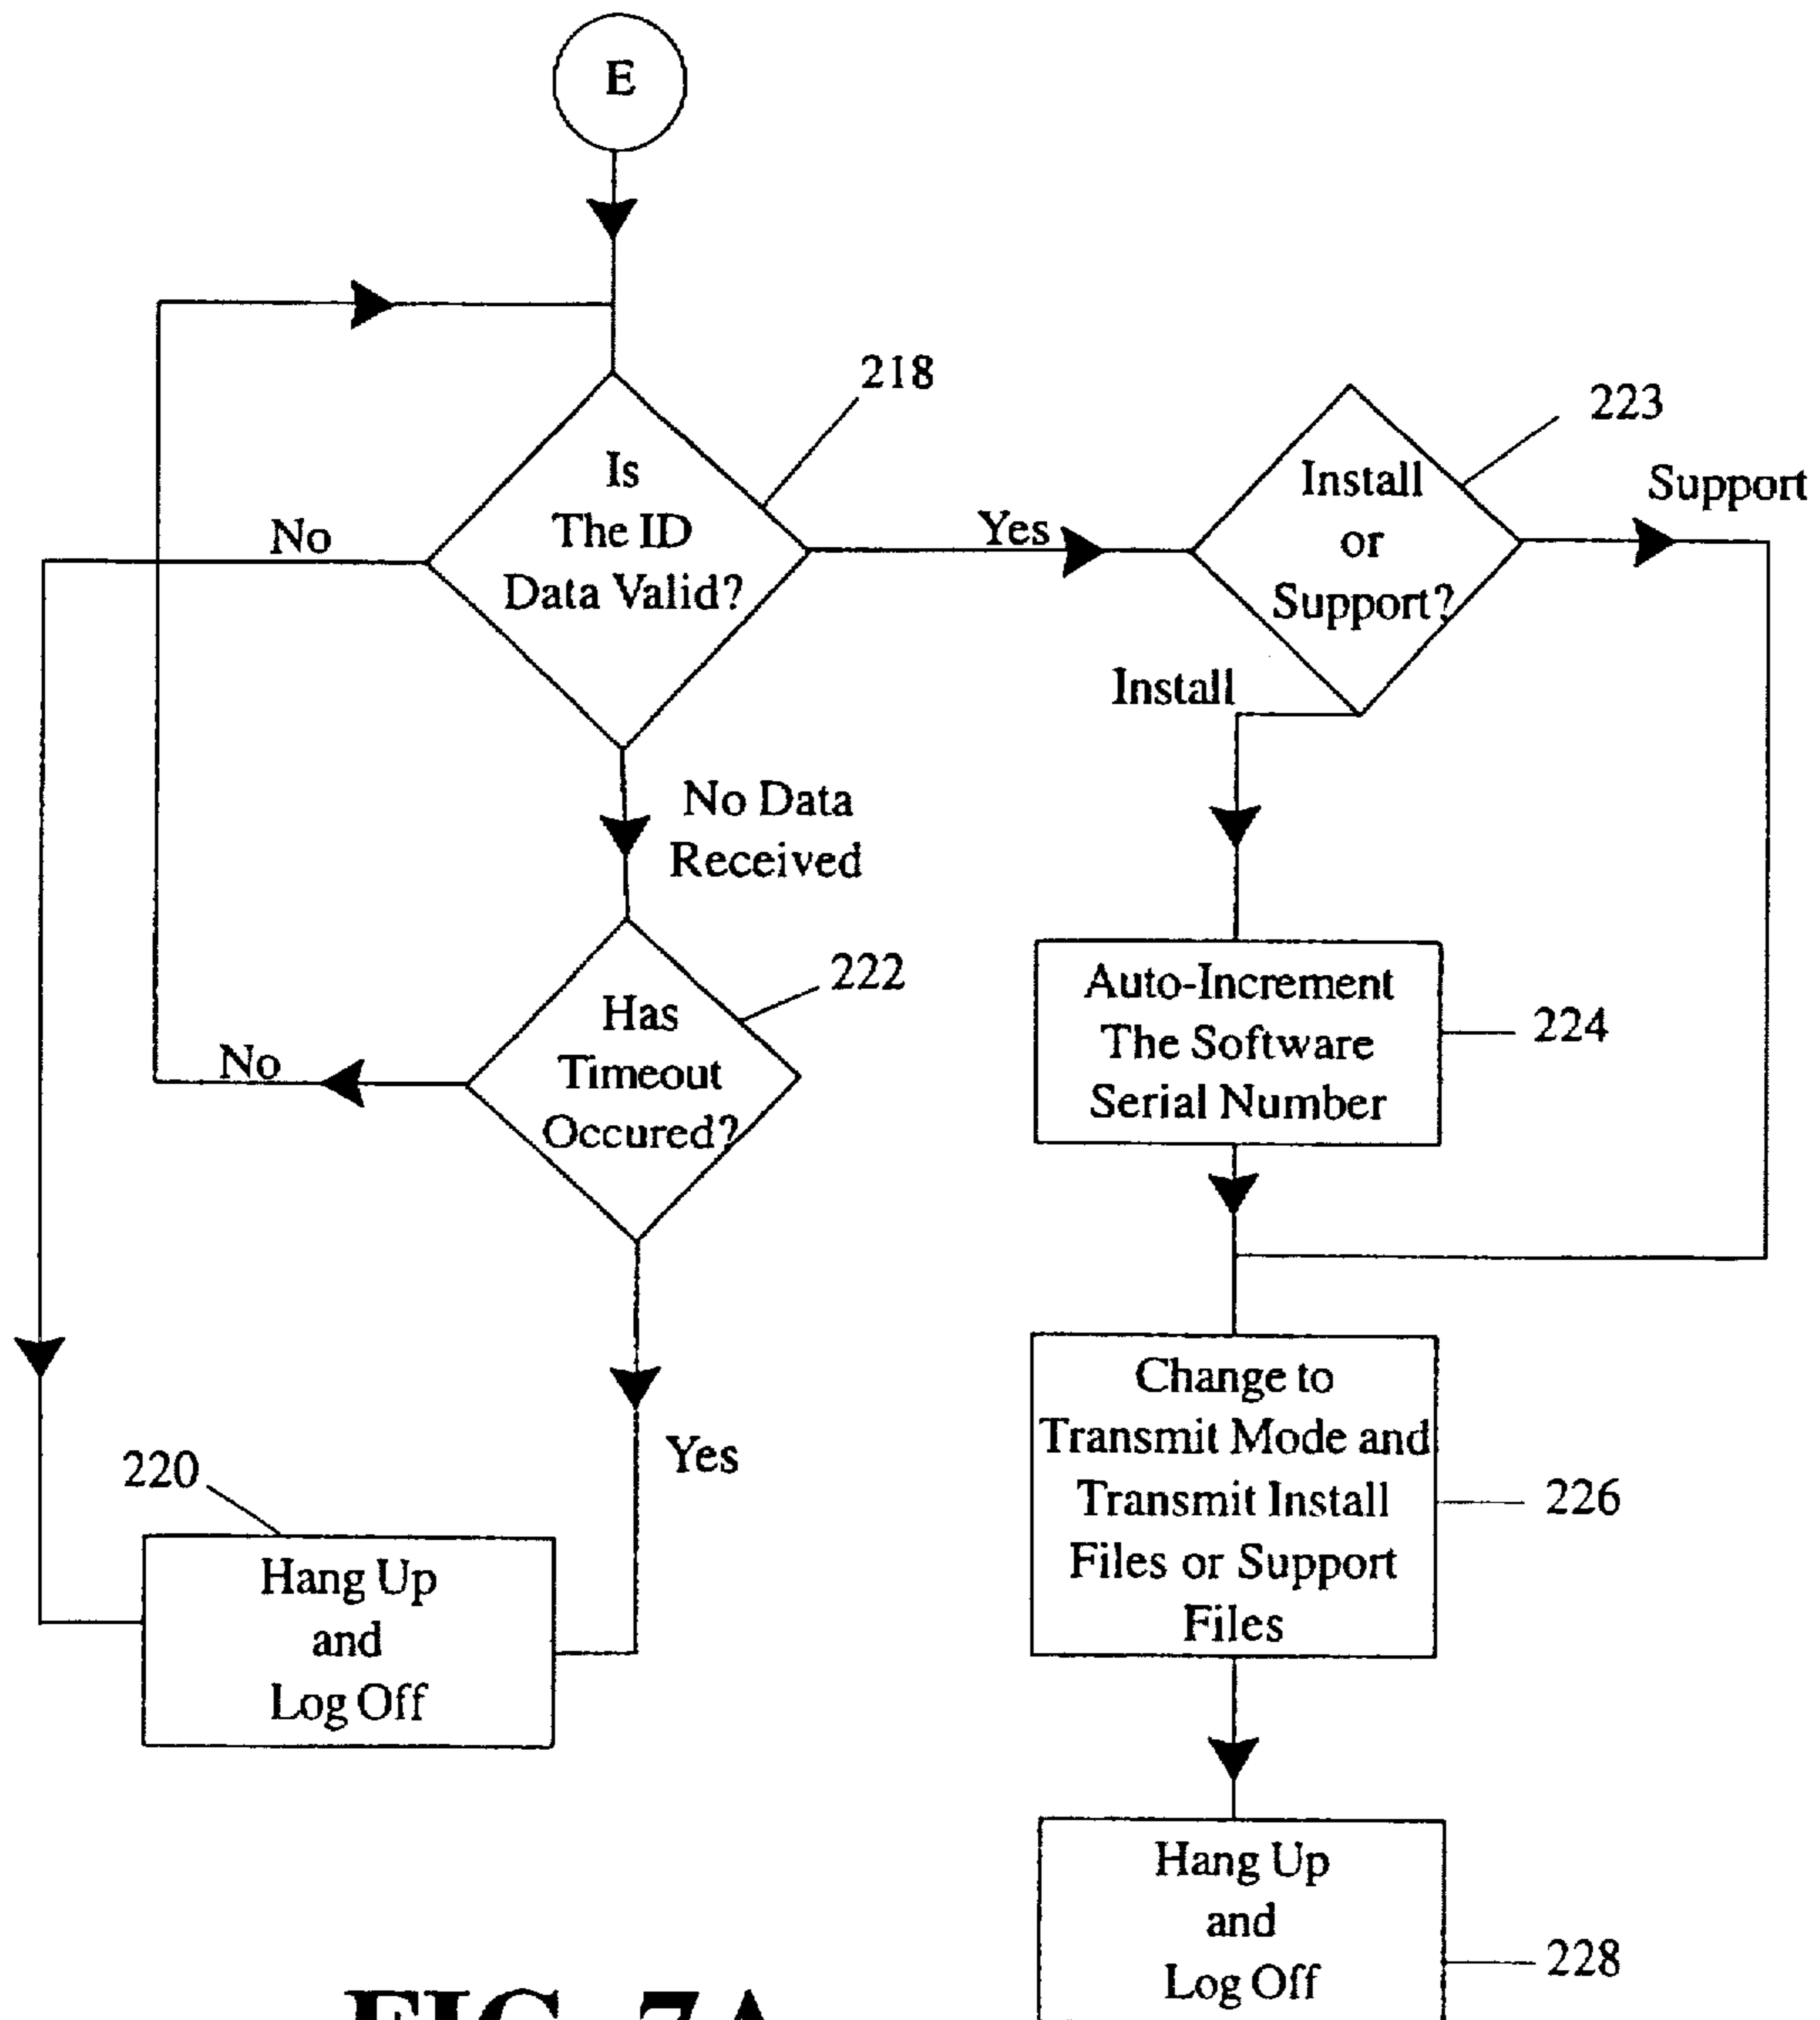 E
218
Is
The ID
Data Valid?
No
Yes
223
Install
or
Support?
Support
Install
No Data
Received
222
Has
Timeout
Occured?
No
Yes
Auto-Increment
The Software
Serial Number
224
Change to
Transmit Mode and
Transmit Install
Files or Support
Files
226
220
Hang Up
and
Log Off
Hang Up
and
Log Off
228
FIG. 7A